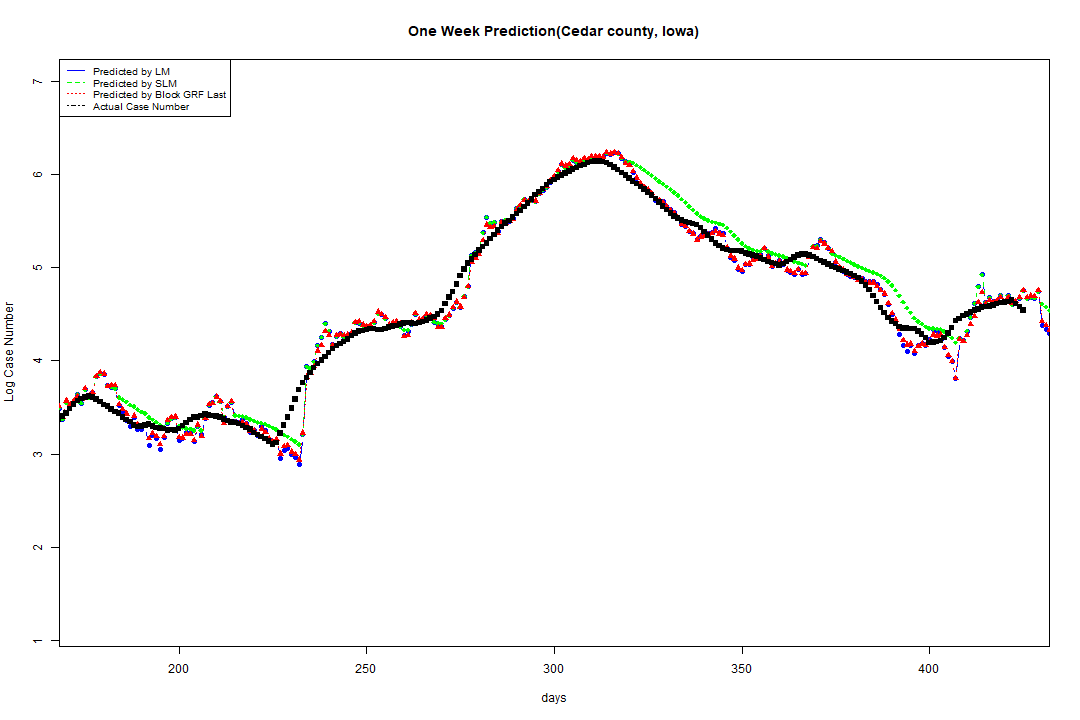 One Week Prediction(Cedar county, Iowa)
Predicted by LM
Predicted by SLM
Predicted by Block GRF Last
Actual Case Number
Log Case Number
7
6
5
4
3
2
1
200 250 300 350 400
days